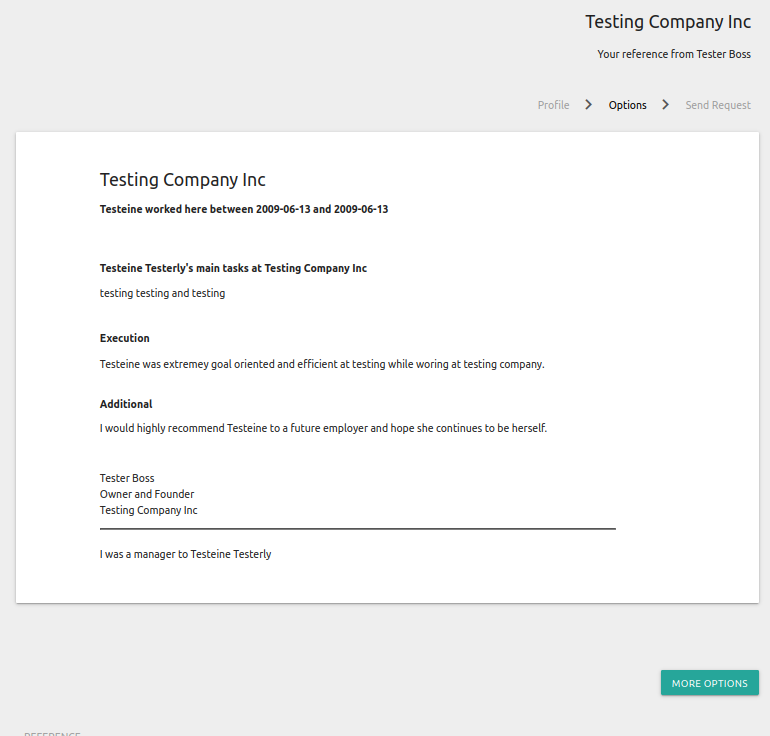 Testing Company Inc
Your reference from Tester Boss
Profile > Options > Send Request
Testing Company Inc
Testeine worked here between 2009-06-13 and 2009-06-13
Testeine Testerly's main tasks at Testing Company Inc
testing testing and testing
Execution
Testeine was extremey goal oriented and efficient at testing while woring at testing company.
Additional
I would highly recommend Testeine to a future employer and hope she continues to be herself.
Tester Boss
Owner and Founder
Testing Company Inc
I was a manager to Testeine Testerly
MORE OPTIONS
REFERENCE